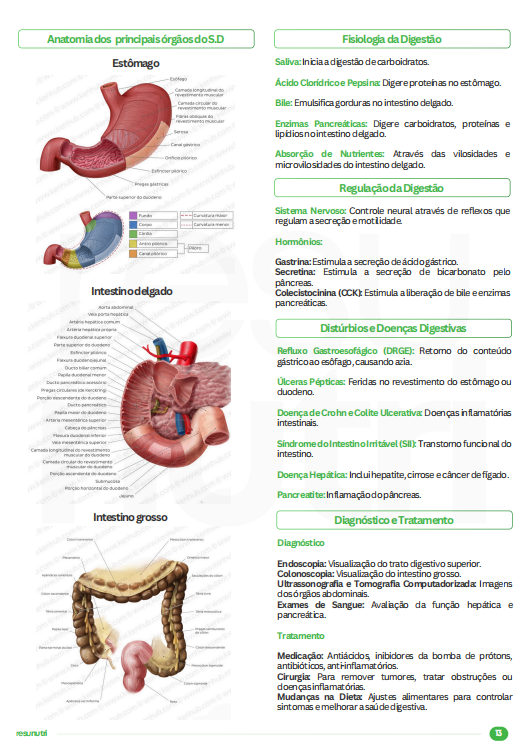 Anatomia dos principais órgãos do S.D
Estômago
Esôfago
Camada longitudinal do
revestimento muscular
Camada circular do
revestimento muscular
Fibras oblíquas do
revestimento muscular
Serosa
Canal gástrico
Orifício pilórico
Esfíncter pilórico
Pregas gástricas
Parte superior do duodeno
Fundo
Corpo
Cárdia
Antro pilórico
Canal pilórico
Curvatura maior
Curvatura menor
Piloro
Intestino delgado
Aorta abdominal
Veia porta hepática
Artéria hepática comum
Artéria hepática própria
Flexura duodenal superior
Parte superior do duodeno
Esfíncter pilórico
Flexura duodenojejunal
Ducto biliar comum
Papila duodenal menor
Ducto pancreático acessório
Pregas circulares (de Kerckring)
Porção descendente do duodeno
Ducto pancreático
Papila maior do duodeno
Artéria mesentérica superior
Cabeça do pâncreas
Flexura duodenal inferior
Veia mesentérica superior
Camada longitudinal do revestimento
muscular do duodeno
Camada circular do revestimento
muscular do duodeno
Porção ascendente do duodeno
Submucosa
Porção horizontal do duodeno
Jejuno
Intestino grosso
Fisiologia da Digestão
Saliva: Inicia a digestão de carboidratos.
Ácido Clorídrico e Pepsina: Digere proteínas no estômago.
Bile: Emulsifica gorduras no intestino delgado.
Enzimas Pancreáticas: Digere carboidratos, proteínas e
lipídios no intestino delgado.
Absorção de Nutrientes: Através das vilosidades e
microvilosidades do intestino delgado.
Regulação da Digestão
Sistema Nervoso: Controle neural através de reflexos que
regulam a secreção e motilidade.
Hormônios:
Gastrina: Estimula a secreção de ácido gástrico.
Secretina: Estimula a secreção de bicarbonato pelo
pâncreas.
Colecistocinina (CCK): Estimula a liberação de bile e enzimas
pancreáticas.
Distúrbios e Doenças Digestivas
Refluxo Gastroesofágico (DRGE): Retorno do conteúdo
gástrico ao esôfago, causando azia.
Úlceras Pépticas: Feridas no revestimento do estômago ou
duodeno.
Doença de Crohn e Colite Ulcerativa: Doenças inflamatórias
intestinais.
Síndrome do Intestino Irritável (SII): Transtorno funcional do
intestino.
Doença Hepática: Inclui hepatite, cirrose e câncer de fígado.
Pancreatite: Inflamação do pâncreas.
Diagnóstico e Tratamento
Diagnóstico
Endoscopia: Visualização do trato digestivo superior.
Colonoscopia: Visualização do intestino grosso.
Ultrasonografia e Tomografia Computadorizada: Imagens
dos órgãos abdominais.
Exames de Sangue: Avaliação da função hepática e
pancreática.
Tratamento
Medicação: Antiácidos, inibidores da bomba de prótons,
antibióticos, anti-inflamatórios.
Cirurgia: Para remover tumores, tratar obstruções ou
doenças inflamatórias.
Mudanças na Dieta: Ajustes alimentares para controlar
sintomas e melhorar a saúde digestiva.
resunutri
13